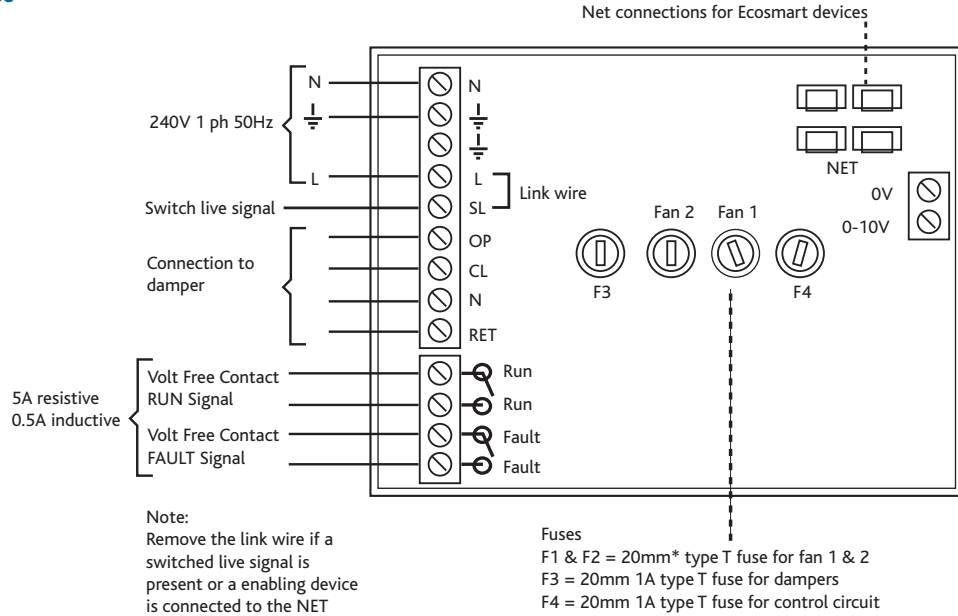 Net connections for Ecosmart devices
N
240V 1 ph 50Hz
L
Switch live signal
Connection to
damper
N
L
SL
Link wire
OP
CL
N
RET
NET
0V
0-10V
Fan 2
Fan 1
F3
F4
5A resistive
0.5A inductive
Volt Free Contact
RUN Signal
Volt Free Contact
FAULT Signal
Run
Run
Fault
Fault
Note:
Remove the link wire if a
switched live signal is
present or a enabling device
is connected to the NET
Fuses
F1 & F2 = 20mm* type T fuse for fan 1 & 2
F3 = 20mm 1A type T fuse for dampers
F4 = 20mm 1A type T fuse for control circuit